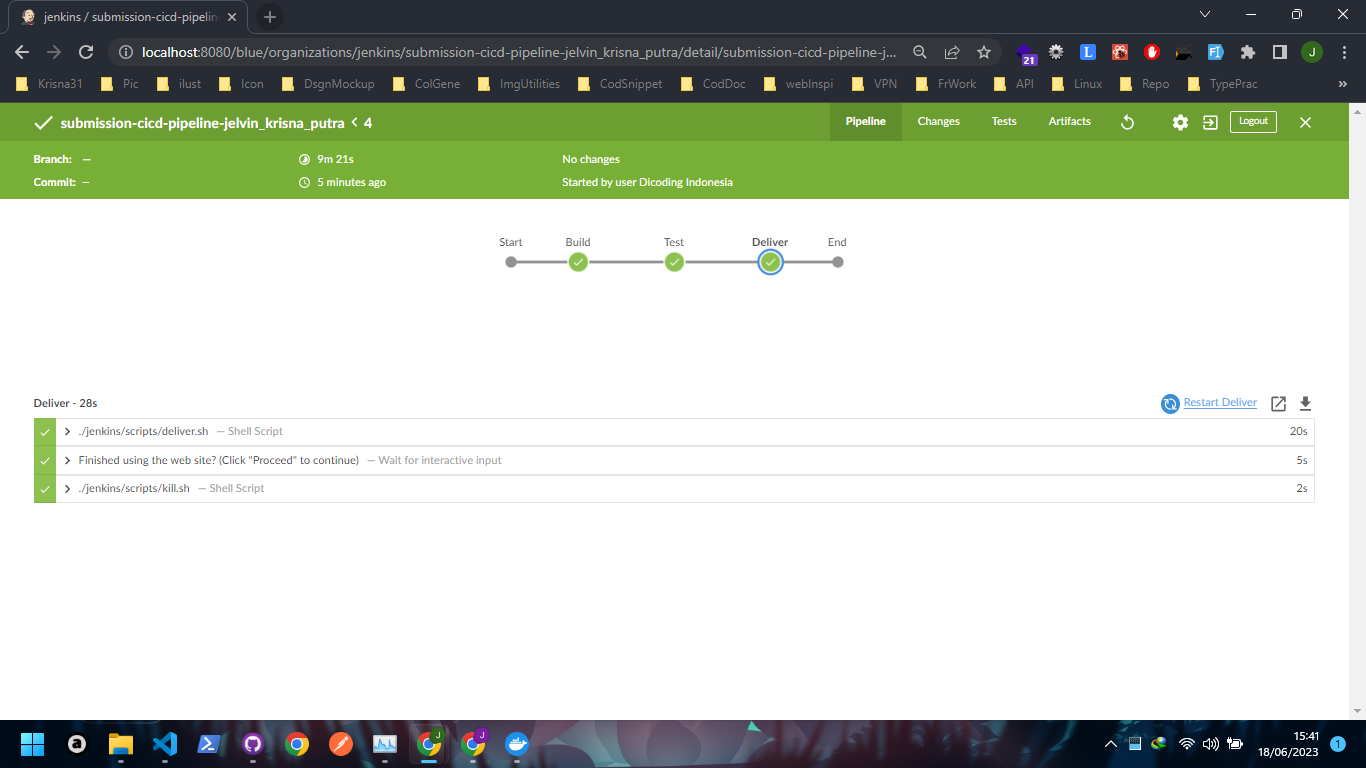 jenkins / submission-cicd-pipelin
localhost:8080/blue/organizations/jenkins/submission-cicd-pipeline-jelvin_krisna_putra/detail/submission-cicd-pipeline-j...
21
J
Krisna31 Pic ilust Icon DsgnMockup ColGene ImgUtilities CodSnippet CodDoc webInspi VPN FrWork API Linux Repo TypePrac »
submission-cicd-pipeline-jelvin_krisna_putra < 4 Pipeline Changes Tests Artifacts Logout
Branch: — 9m 21s No changes
Commit: — 5 minutes ago Started by user Dicoding Indonesia
Start Build Test Deliver End
Deliver - 28s Restart Deliver
./jenkins/scripts/deliver.sh — Shell Script 20s
Finished using the web site? (Click "Proceed" to continue) — Wait for interactive input 5s
./jenkins/scripts/kill.sh — Shell Script 2s
15:41
18/06/2023 1